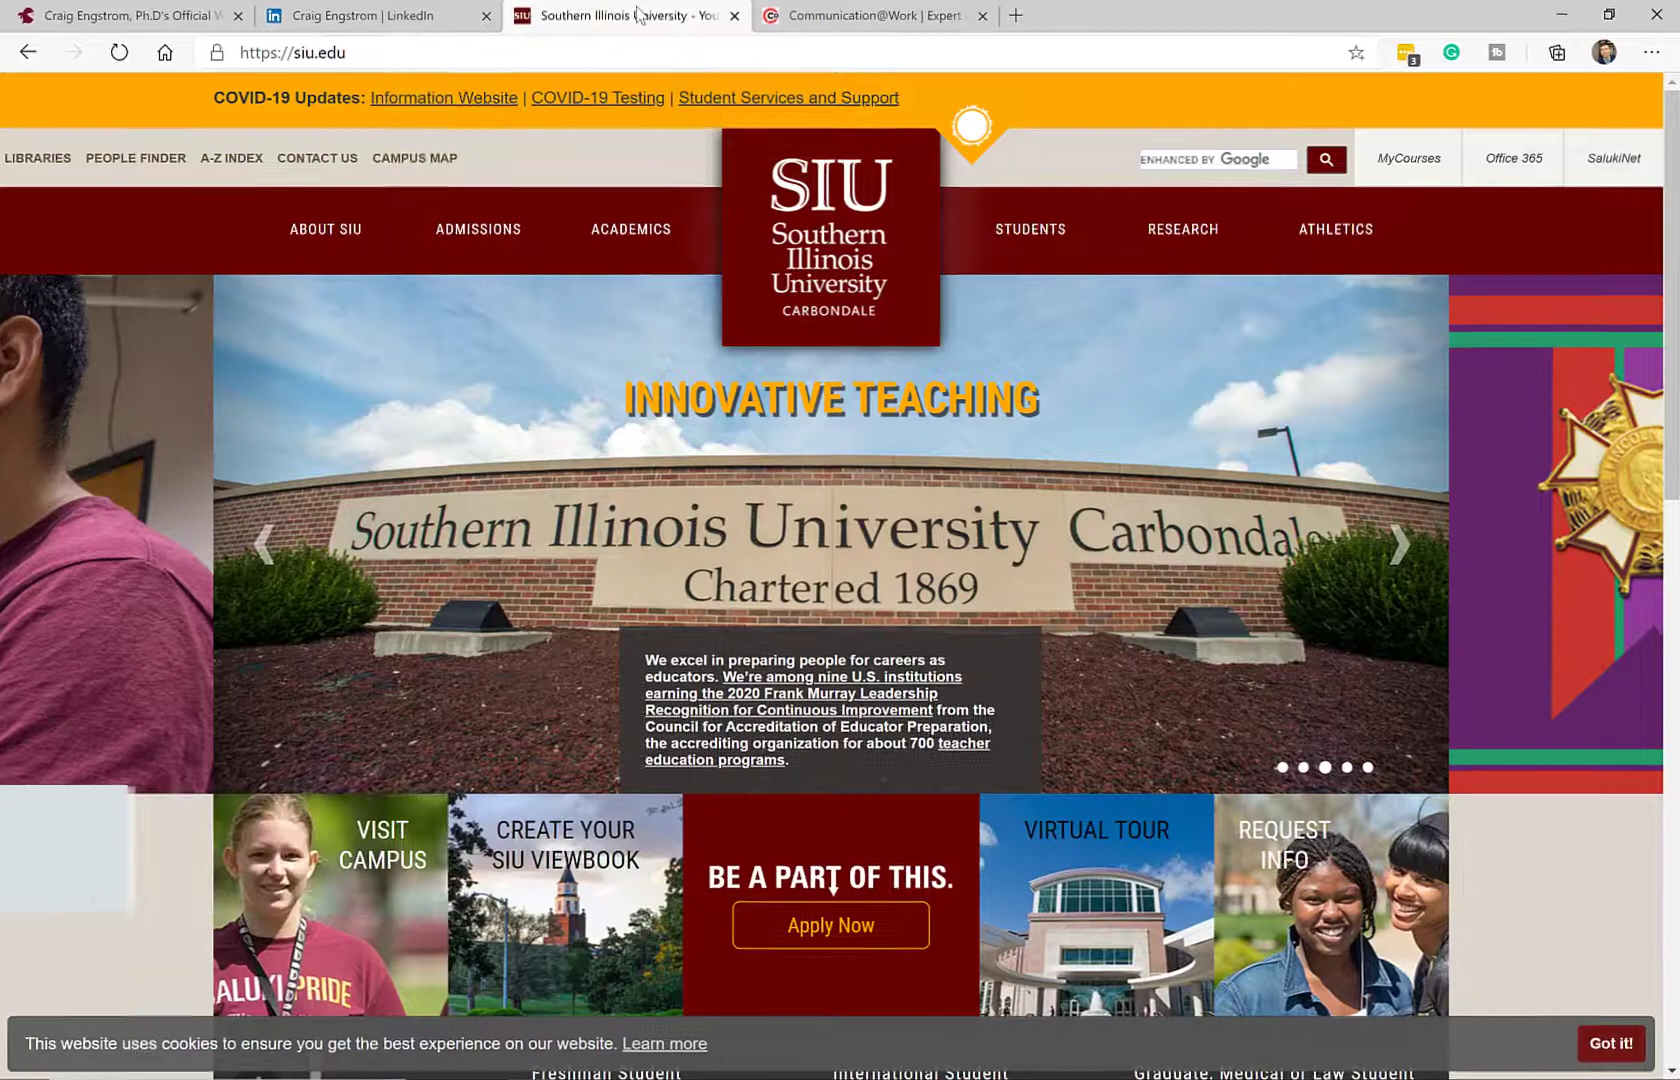 Craig Engstrom, Ph.D's Official W
Craig Engstrom | LinkedIn
Southern Illinois University - You
Communication@Work | Expert
https://siu.edu
3
COVID-19 Updates: Information Website | COVID-19 Testing | Student Services and Support
LIBRARIES PEOPLE FINDER A-Z INDEX CONTACT US CAMPUS MAP
ENHANCED BY Google
MyCourses Office 365 SalukiNet
ABOUT SIU ADMISSIONS ACADEMICS
SIU
Southern
Illinois
University
CARBONDALE
STUDENTS RESEARCH ATHLETICS
INNOVATIVE TEACHING
Southern Illinois University Carbondale
Chartered 1869
We excel in preparing people for careers as
educators. We're among nine U.S. institutions
earning the 2020 Frank Murray Leadership
Recognition for Continuous Improvement from the
Council for Accreditation of Educator Preparation,
the accrediting organization for about 700 teacher
education programs.
VISIT
CAMPUS
CREATE YOUR
SIU VIEWBOOK
BE A PART OF THIS.
Apply Now
VIRTUAL TOUR
REQUEST
INFO
ALUKI PRIDE
This website uses cookies to ensure you get the best experience on our website. Learn more
Got it!
Freshman Student
International Student
Graduate, Medical or Law Student